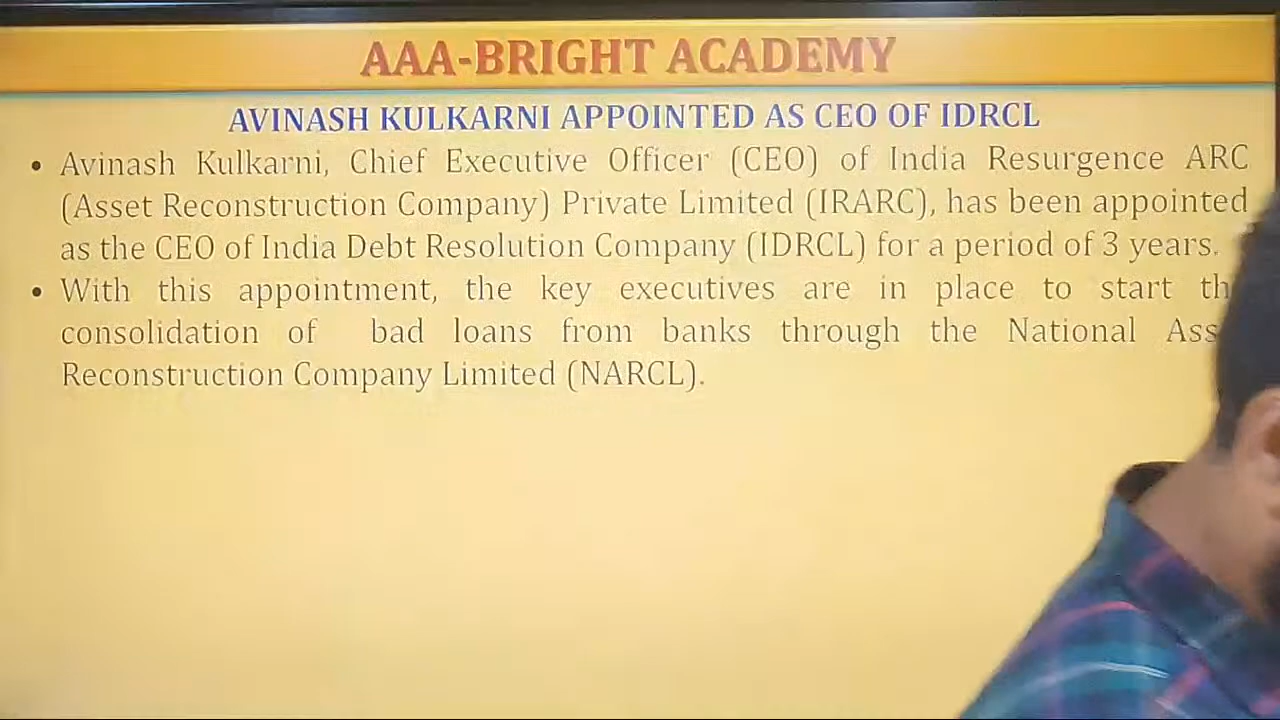 AAA-BRIGHT ACADEMY
AVINASH KULKARNI APPOINTED AS CEO OF IDRCL
• Avinash Kulkarni, Chief Executive Officer (CEO) of India Resurgence ARC
(Asset Reconstruction Company) Private Limited (IRARC), has been appointed
as the CEO of India Debt Resolution Company (IDRCL) for a period of 3 years.
• With this appointment, the key executives are in place to start
consolidation of bad loans from banks through the National
Reconstruction Company Limited (NARCL).